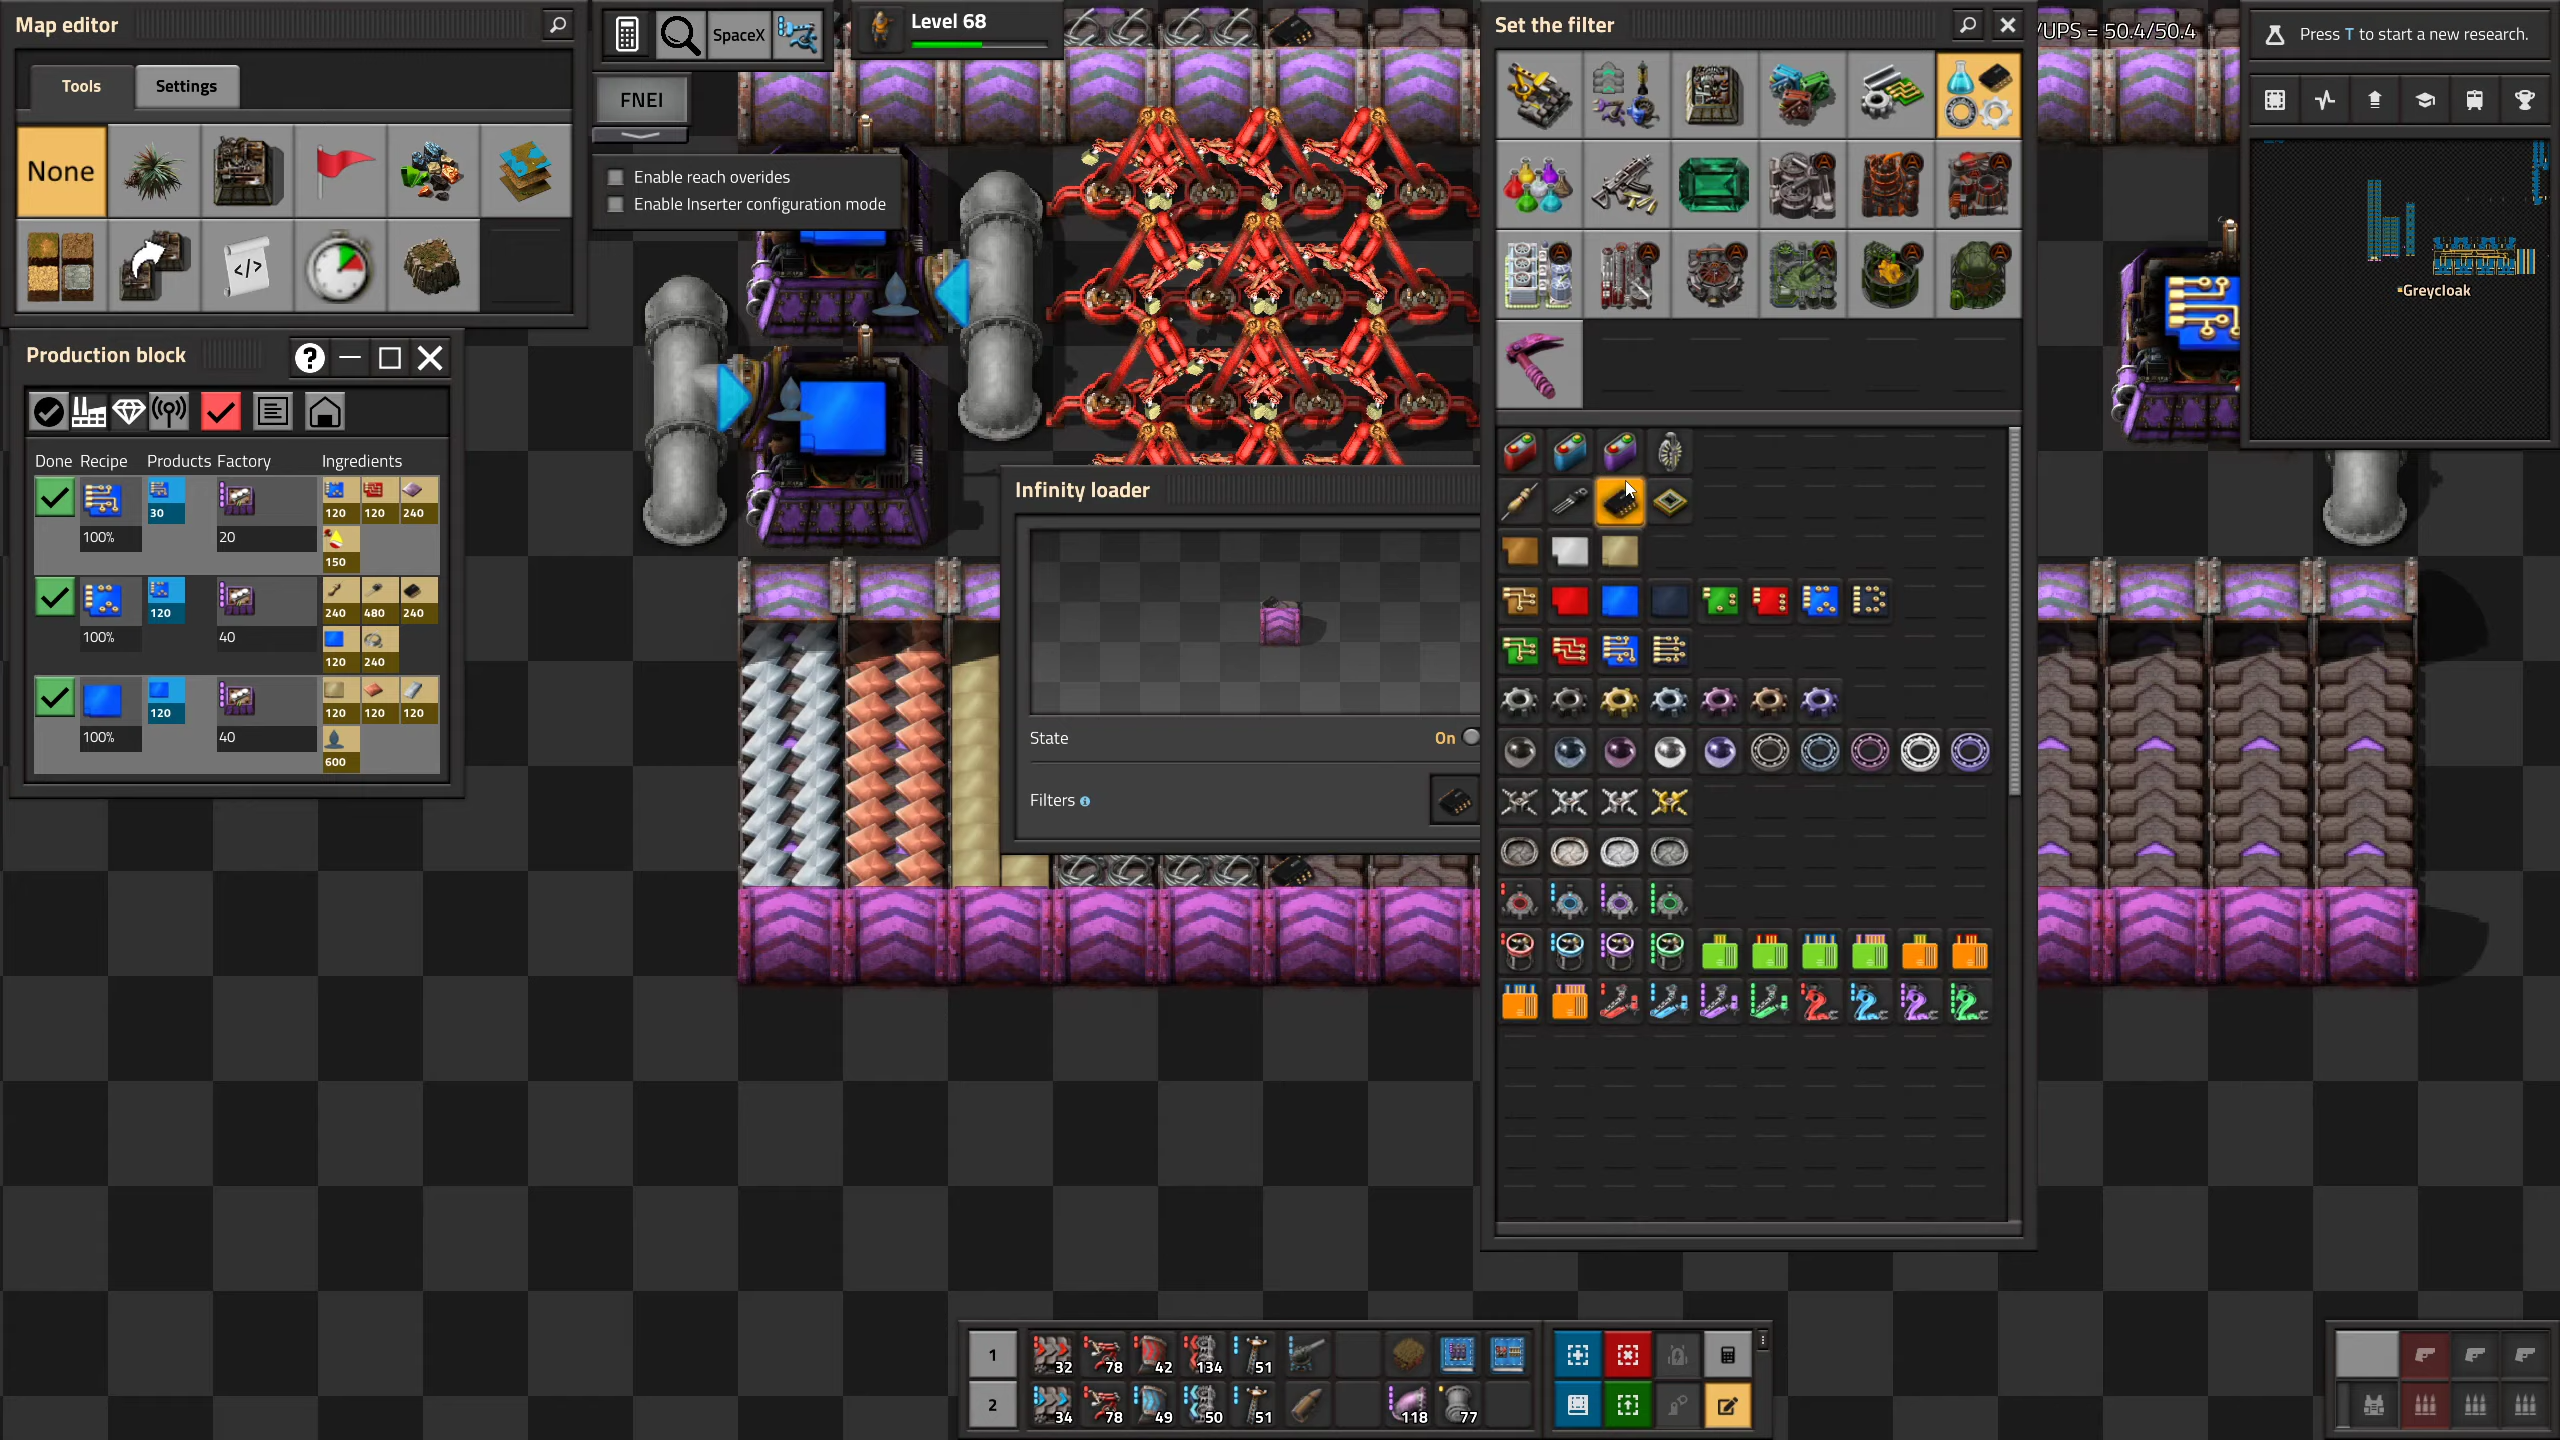 Map editor
Tools
Settings
None
SpaceX
Level 68
FNEI
Enable reach overides
Enable Inserter configuration mode
Set the filter
/UPS = 50.4/50.4
Press T to start a new research.
Greycloak
Production block
Done Recipe Products Factory Ingredients
30 120 120 240
100% 20
150
120 240 480 240
100% 40
120 240
120 120 120 120
100% 40
600
Infinity loader
State On
Filters
1 32 78 42 134 51
2 34 78 49 50 51 118 77